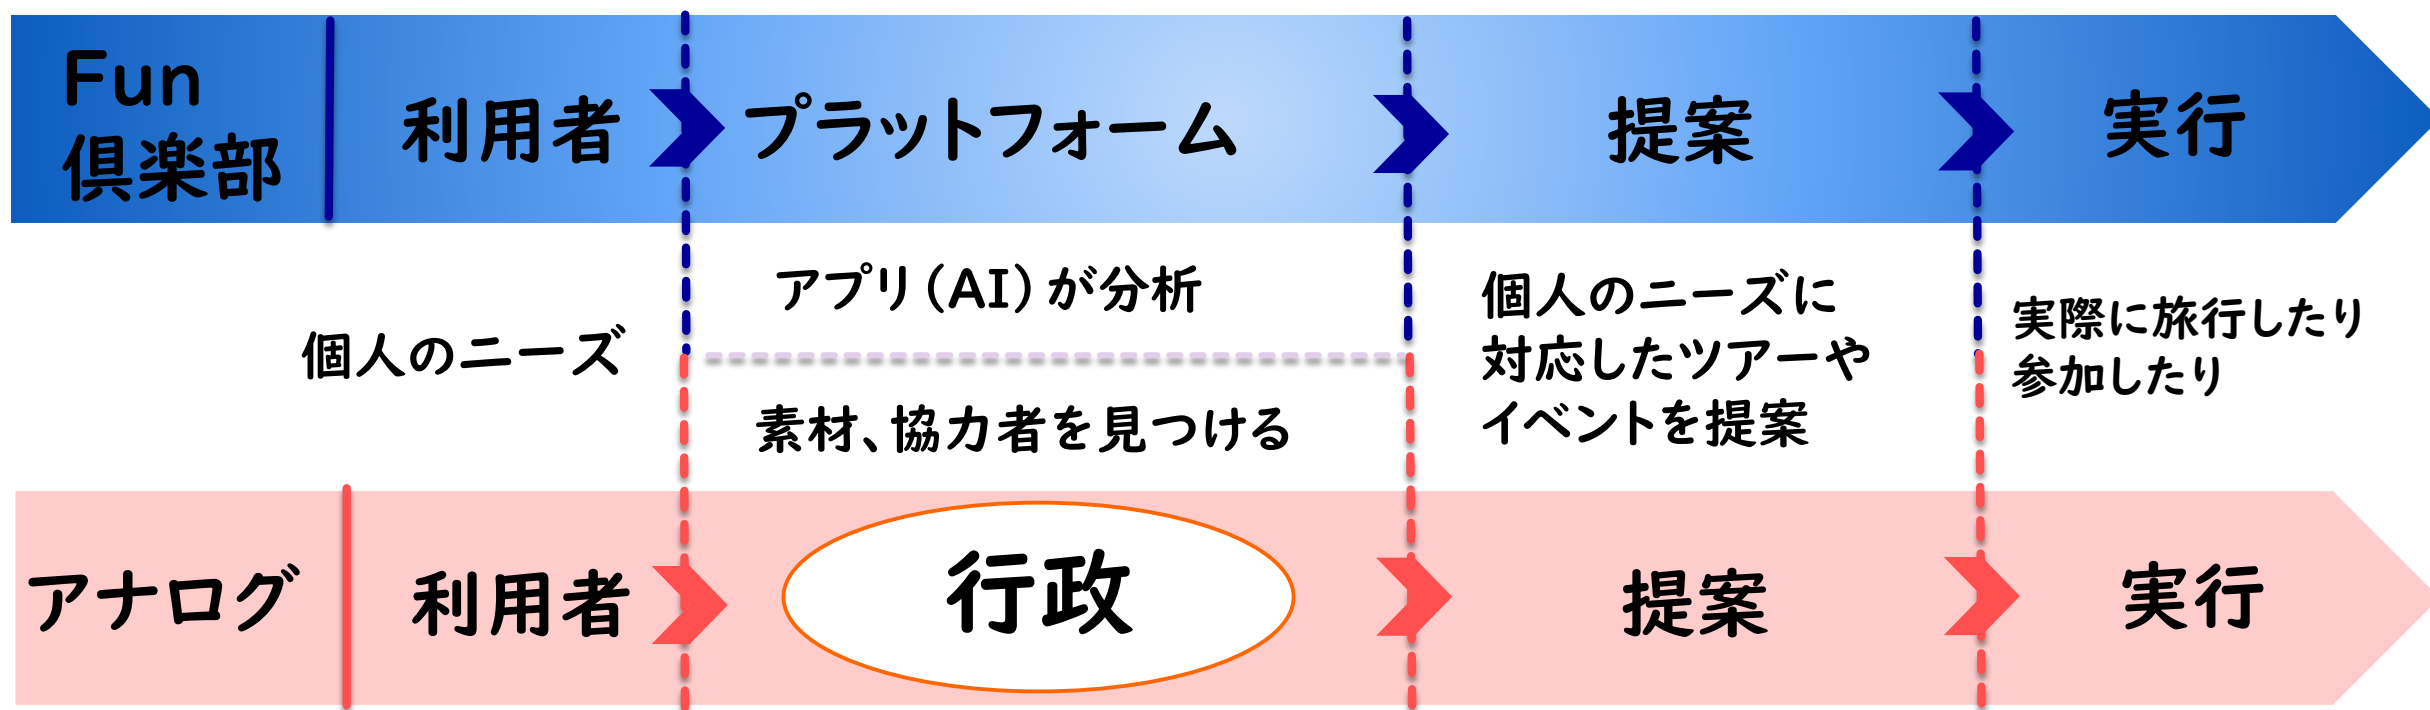 Fun
倶楽部
利用者
プラットフォーム
提案
実行
個人のニーズ
アプリ（AI）が分析
素材、協力者を見つける
個人のニーズに
対応したツアーや
イベントを提案
実際に旅行したり
参加したり
アナログ
利用者
行政
提案
実行